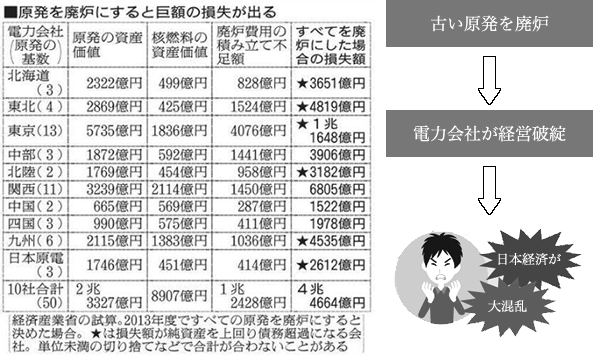 ■原発を廃炉にすると巨額の損失が出る
電力会社(原発の基数) 原発の資産価値 核燃料の資産価値 廃炉費用の積み立て不足額 すべてを廃炉にした場合の損失額
北海道(3) 2322億円 499億円 828億円 ★3651億円
東北(4) 2869億円 425億円 1524億円 ★4819億円
東京(13) 5735億円 1836億円 4076億円 ★1兆1648億円
中部(3) 1872億円 592億円 1441億円 3906億円
北陸(2) 1769億円 454億円 958億円 ★3182億円
関西(11) 3239億円 2114億円 1450億円 6805億円
中国(2) 665億円 569億円 287億円 1522億円
四国(3) 990億円 575億円 411億円 1978億円
九州(6) 2115億円 1383億円 1036億円 ★4535億円
日本原電(3) 1746億円 451億円 414億円 ★2612億円
10社合計(50) 2兆3327億円 8907億円 1兆2428億円 4兆4664億円
経済産業省の試算。2013年度ですべての原発を廃炉にすると
決めた場合。★は損失額が純資産を上回り債務超過になる会
社。単位未満の切り捨てなどで合計が合わないことがある
古い原発を廃炉
電力会社が経営破綻
日本経済が
大混乱